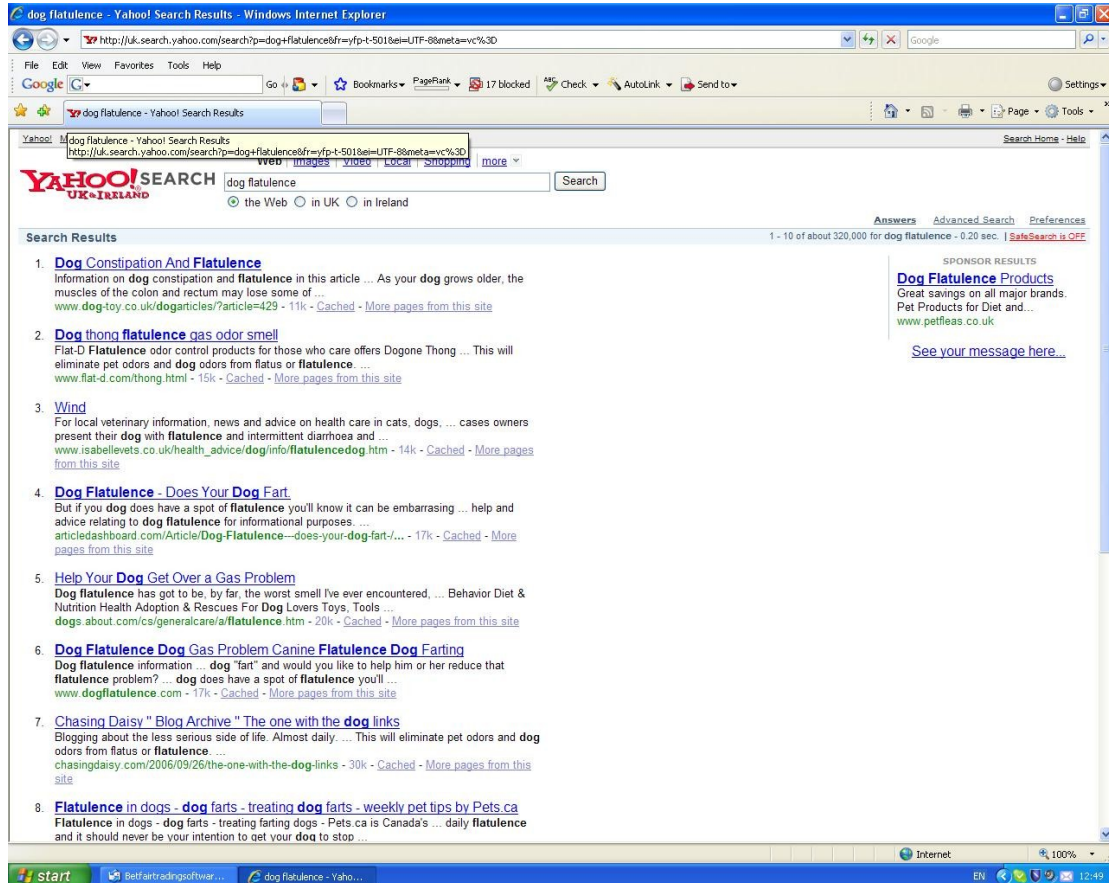 dog flatulence - Yahoo! Search Results - Windows Internet Explorer
http://uk.search.yahoo.com/search?p=dog+flatulence&fr=yfp-t-501&ei=UTF-8&meta=vc%3D
Google
File Edit View Favorites Tools Help
Google G Go Bookmarks PageRank 17 blocked ABC Check AutoLink Send to Settings
dog flatulence - Yahoo! Search Results
Page Tools »
Yahoo!
dog flatulence - Yahoo! Search Results
http://uk.search.yahoo.com/search?p=dog+flatulence&fr=yfp-t-501&ei=UTF-8&meta=vc%3D
Search Home - Help
Web | Images | Video | Local | Shopping | more
YAHOO! SEARCH
UK & IRELAND
dog flatulence Search
the Web in UK in Ireland
Answers Advanced Search Preferences
Search Results
1 - 10 of about 320,000 for dog flatulence - 0.20 sec. | SafeSearch is OFF
1. Dog Constipation And Flatulence
Information on dog constipation and flatulence in this article ... As your dog grows older, the
muscles of the colon and rectum may lose some of ...
www.dog-toy.co.uk/dogarticles/?article=429 - 11k - Cached - More pages from this site
2. Dog thong flatulence gas odor smell
Flat-D Flatulence odor control products for those who care offers Dogone Thong ... This will
eliminate pet odors and dog odors from flatus or flatulence. ...
www.flat-d.com/thong.html - 15k - Cached - More pages from this site
3. Wind
For local veterinary information, news and advice on health care in cats, dogs, ... cases owners
present their dog with flatulence and intermittent diarrhoea and ...
www.isabellevets.co.uk/health_advice/dog/info/flatulencedog.htm - 14k - Cached - More pages
from this site
4. Dog Flatulence - Does Your Dog Fart.
But if you dog does have a spot of flatulence you'll know it can be embarrasing ... help and
advice relating to dog flatulence for informational purposes. ...
articledashboard.com/Article/Dog-Flatulence---does-your-dog-fart-/... - 17k - Cached - More
pages from this site
5. Help Your Dog Get Over a Gas Problem
Dog flatulence has got to be, by far, the worst smell I've ever encountered, ... Behavior Diet &
Nutrition Health Adoption & Rescues For Dog Lovers Toys, Tools ...
dogs.about.com/cs/generalcare/a/flatulence.htm - 20k - Cached - More pages from this site
6. Dog Flatulence Dog Gas Problem Canine Flatulence Dog Farting
Dog flatulence information ... dog "fart" and would you like to help him or her reduce that
flatulence problem? ... dog does have a spot of flatulence you'll ...
www.dogflatulence.com - 17k - Cached - More pages from this site
7. Chasing Daisy " Blog Archive " The one with the dog links
Blogging about the less serious side of life. Almost daily. ... This will eliminate pet odors and dog
odors from flatus or flatulence. ...
chasingdaisy.com/2006/09/26/the-one-with-the-dog-links - 30k - Cached - More pages from this
site
8. Flatulence in dogs - dog farts - treating dog farts - weekly pet tips by Pets.ca
Flatulence in dogs - dog farts - treating farting dogs - Pets.ca is Canada's ... daily flatulence
and it should never be your intention to get your dog to stop ...
SPONSOR RESULTS
Dog Flatulence Products
Great savings on all major brands.
Pet Products for Diet and...
www.petfleas.co.uk
See your message here...
Internet 100%
start Betfairtradingsoftwar... dog flatulence - Yaho... EN 12:49